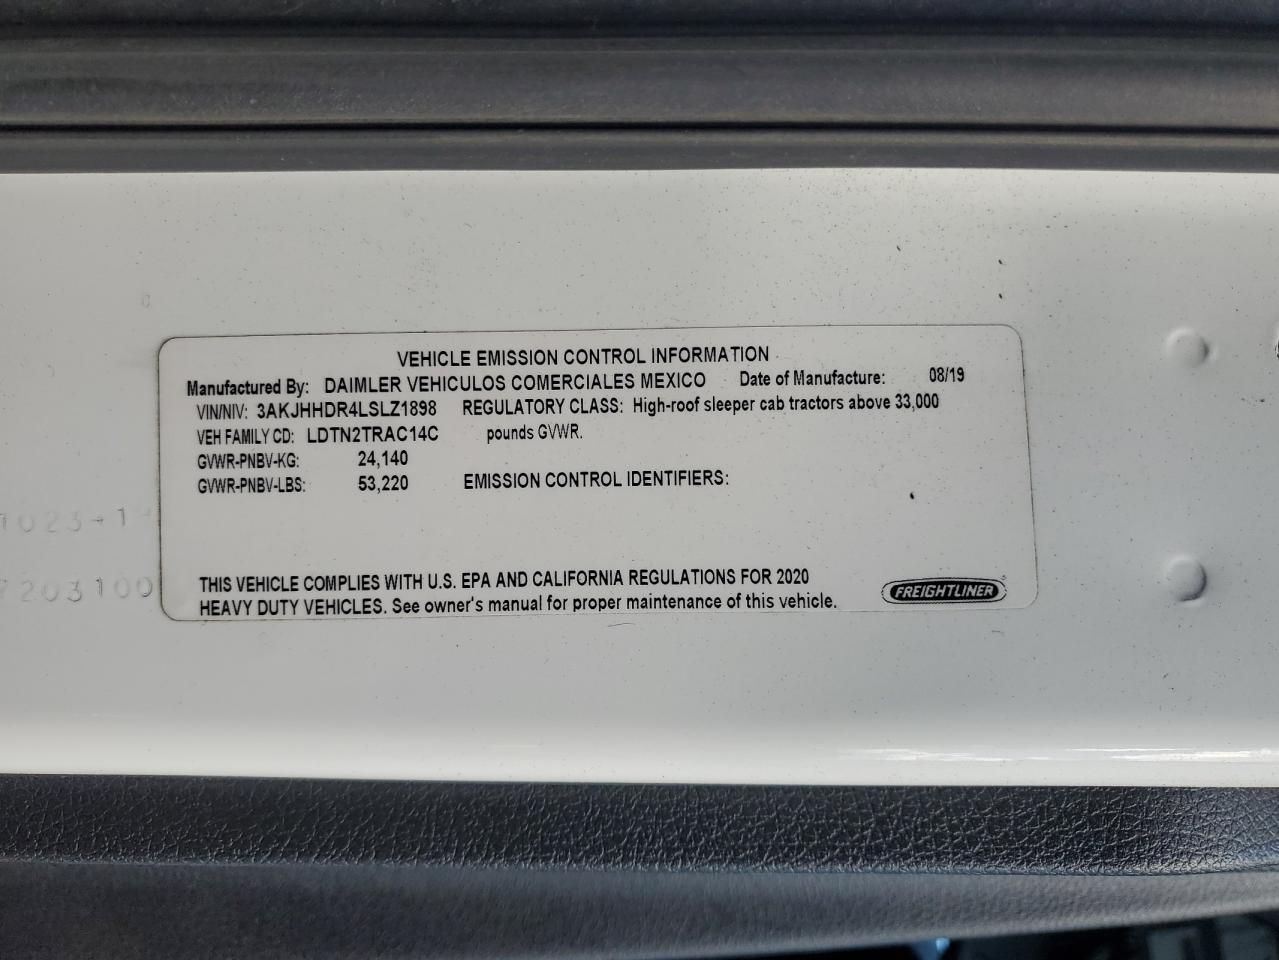 VEHICLE EMISSION CONTROL INFORMATION
Manufactured By: DAIMLER VEHICULOS COMERCIALES MEXICO Date of Manufacture: 08/19
VIN/NIV: 3AKJHHDR4LSLZ1898 REGULATORY CLASS: High-roof sleeper cab tractors above 33,000
VEH FAMILY CD: LDTN2TRAC14C pounds GVWR.
GVWR-PNBV-KG: 24,140
GVWR-PNBV-LBS: 53,220 EMISSION CONTROL IDENTIFIERS:
THIS VEHICLE COMPLIES WITH U.S. EPA AND CALIFORNIA REGULATIONS FOR 2020
HEAVY DUTY VEHICLES. See owner's manual for proper maintenance of this vehicle.
FREIGHTLINER